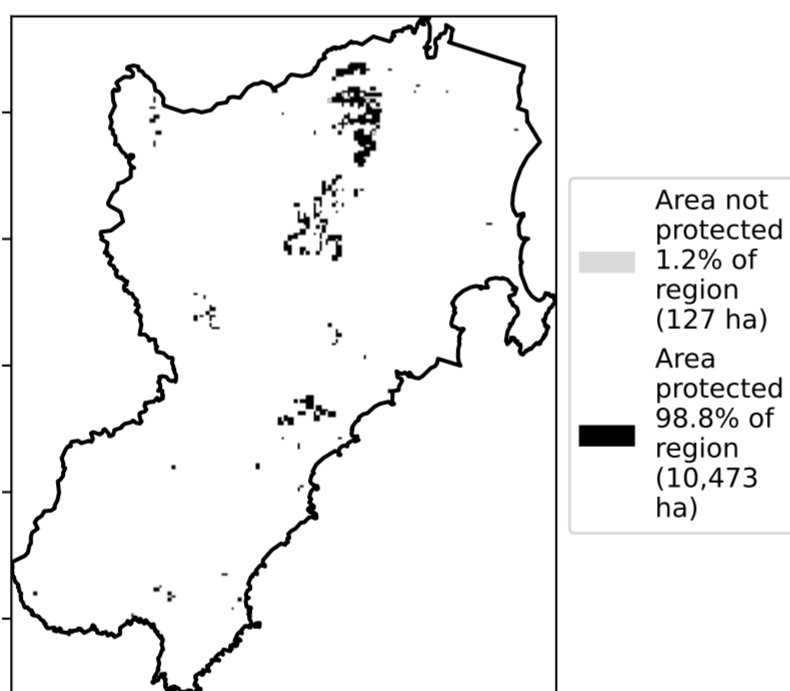 Area not
protected
1.2% of
region
(127 ha)
Area
protected
98.8% of
region
(10,473
ha)